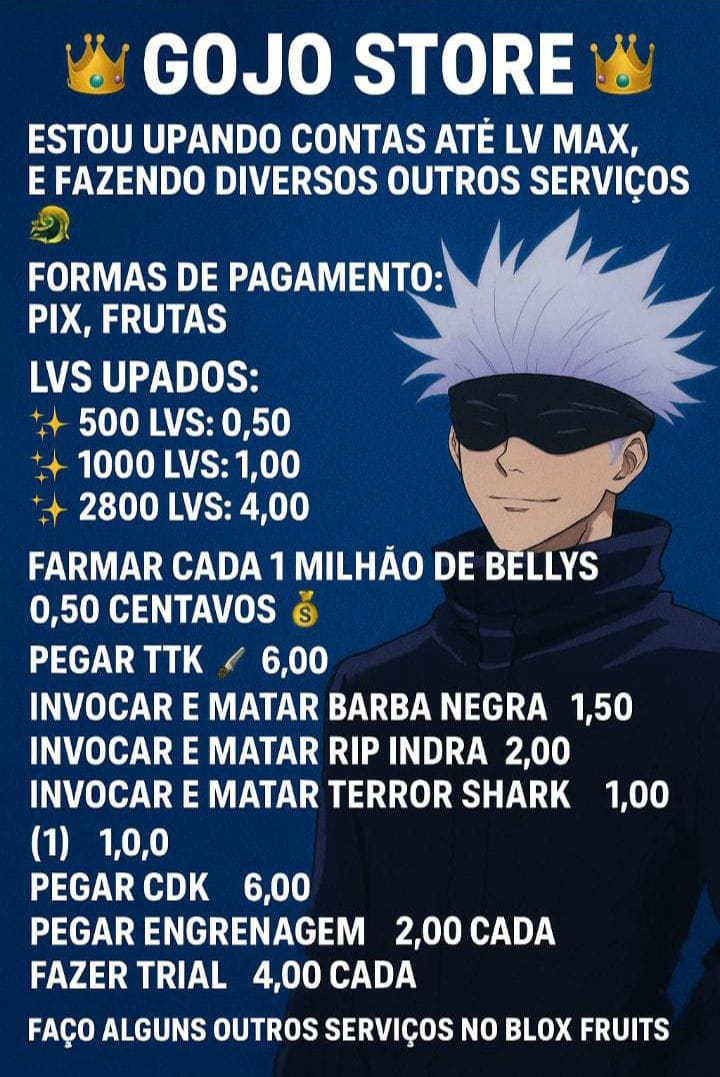 GOJO STORE
ESTOU UPANDO CONTAS ATÉ LV MAX,
E FAZENDO DIVERSOS OUTROS SERVIÇOS
FORMAS DE PAGAMENTO:
PIX, FRUTAS
LVS UPADOS:
500 LVS: 0,50
1000 LVS: 1,00
2800 LVS: 4,00
FARMAR CADA 1 MILHÃO DE BELLYS
0,50 CENTAVOS
PEGAR TTK 6,00
INVOCAR E MATAR BARBA NEGRA 1,50
INVOCAR E MATAR RIP INDRA 2,00
INVOCAR E MATAR TERROR SHARK 1,00
(1) 1,0,0
PEGAR CDK 6,00
PEGAR ENGRENAGEM 2,00 CADA
FAZER TRIAL 4,00 CADA
FAÇO ALGUNS OUTROS SERVIÇOS NO BLOX FRUITS